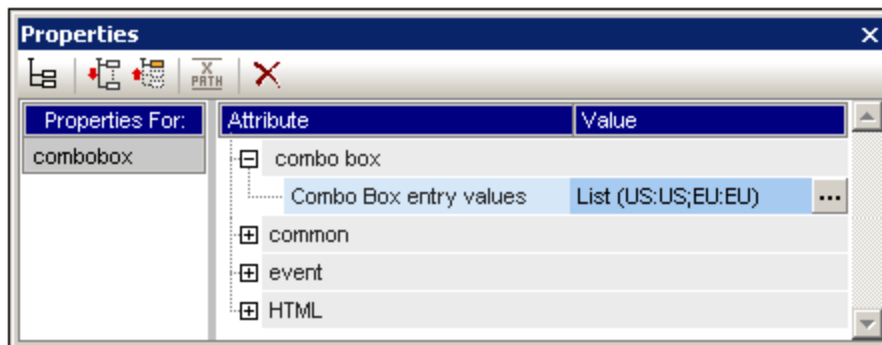 Properties
X
PATH
Properties For:
Attribute
Value
combobox
combo box
Combo Box entry values
List (US:US;EU:EU)
...
common
event
HTML